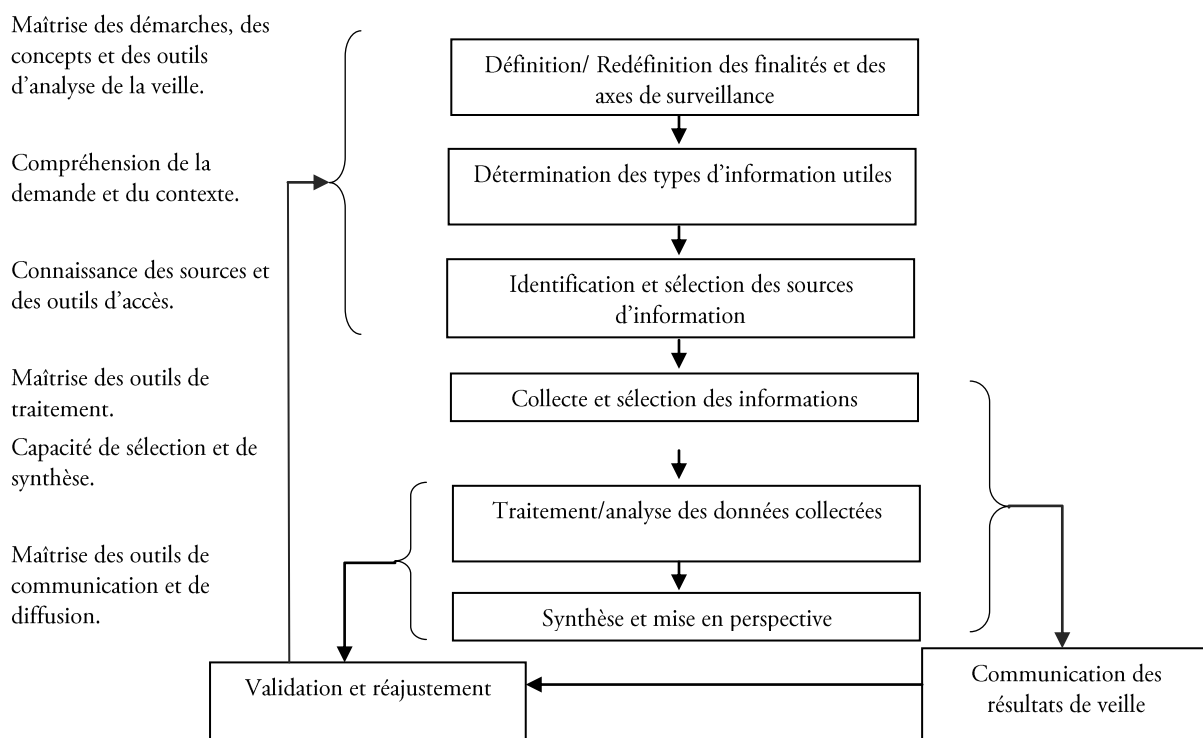 Maîtrise des démarches, des
concepts et des outils
d’analyse de la veille.
Compréhension de la
demande et du contexte.
Connaissance des sources et
des outils d’accès.
Maîtrise des outils de
traitement.
Capacité de sélection et de
synthèse.
Maîtrise des outils de
communication et de
diffusion.
Définition/ Redéfinition des finalités et des
axes de surveillance
Détermination des types d’information utiles
Identification et sélection des sources
d’information
Collecte et sélection des informations
Traitement/analyse des données collectées
Synthèse et mise en perspective
Validation et réajustement
Communication des
résultats de veille